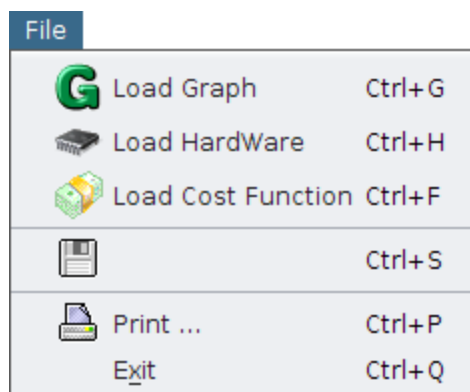 File
G Load Graph Ctrl+G
Load HardWare Ctrl+H
Load Cost Function Ctrl+F
Ctrl+S
Print ... Ctrl+P
Exit Ctrl+Q